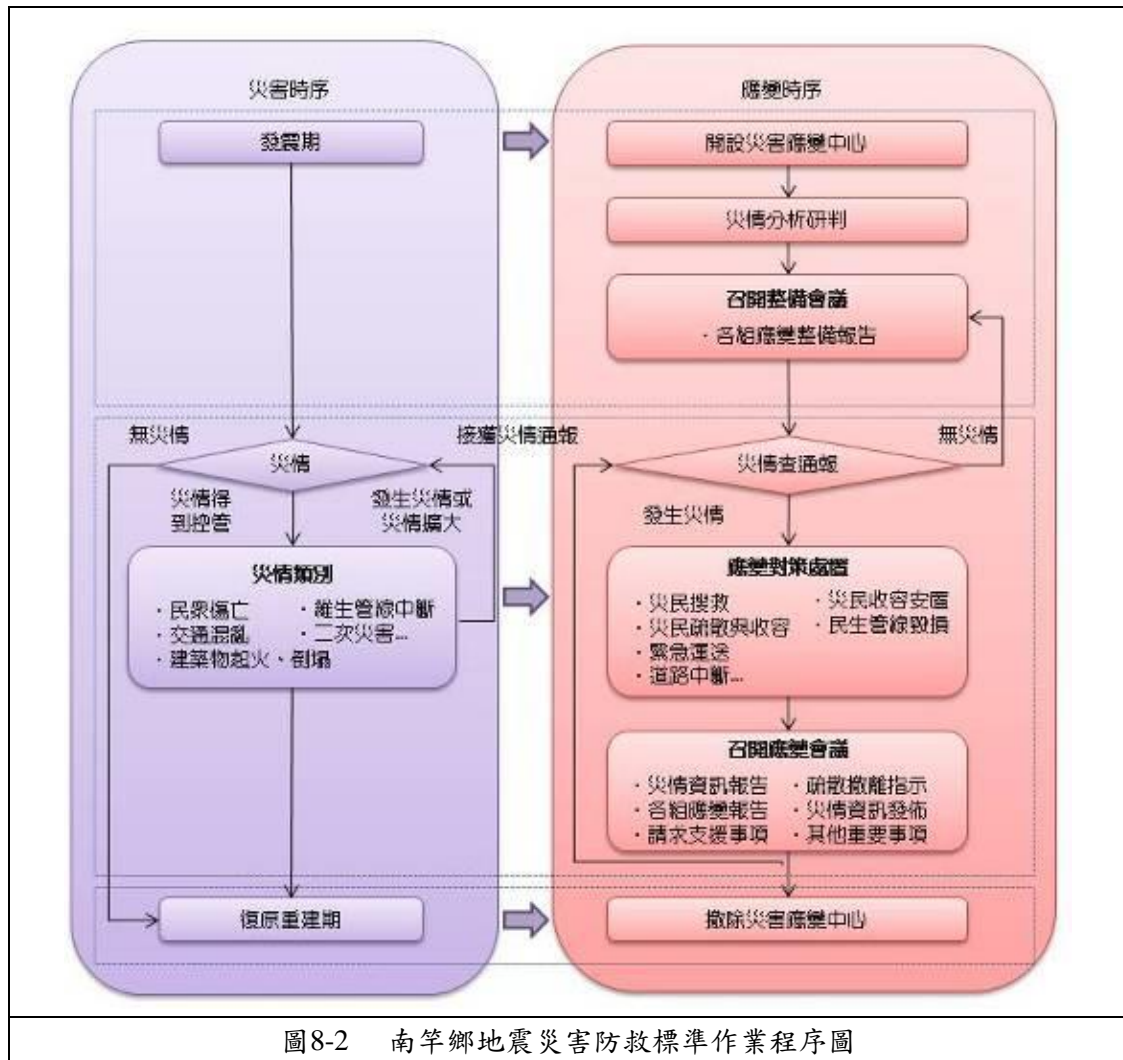 災害時序
發震期
無災情
接獲災情通報
災情
災情得
到控管
發生災情或
災情擴大
災情類別
・民眾傷亡 ・維生管線中斷
・交通混亂 ・二次災害...
・建築物起火、倒塌
復原重建期
應變時序
開設災害應變中心
災情分析研判
召開整備會議
・各組應變整備報告
無災情
災情查通報
發生災情
應變對策處置
・災民搜救 ・災民收容安置
・災民疏散與收容 ・民生管線毀損
・緊急運送
・道路中斷...
召開應變會議
・災情資訊報告 ・疏散撤離指示
・各組應變報告 ・災情資訊發佈
・請求支援事項 ・其他重要事項
撤除災害應變中心
圖8-2 南竿鄉地震災害防救標準作業程序圖